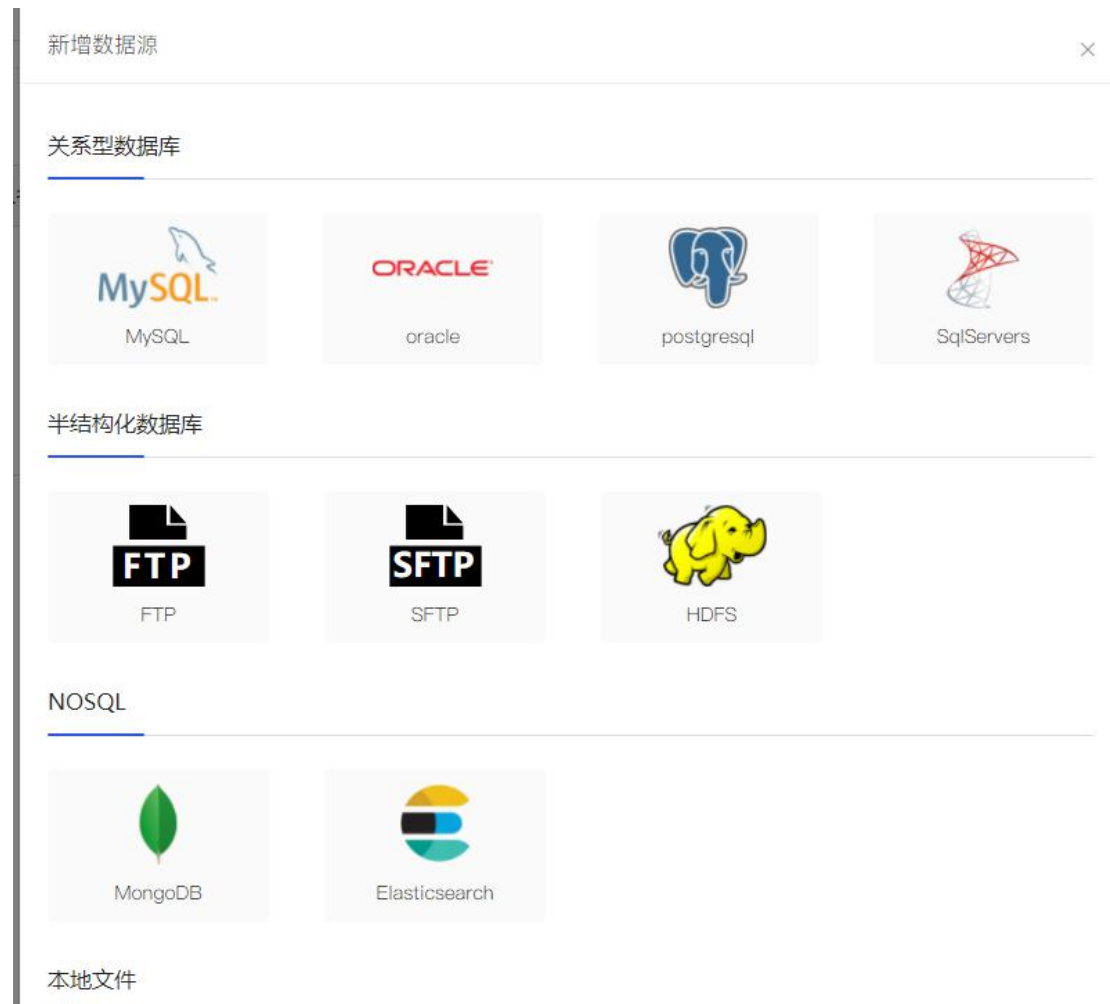 新增数据源
关系型数据库
MySQL
ORACLE
MySQL oracle postgresql SqlServers
半结构化数据库
FTP SFTP
FTP SFTP HDFS
NOSQL
MongoDB Elasticsearch
本地文件